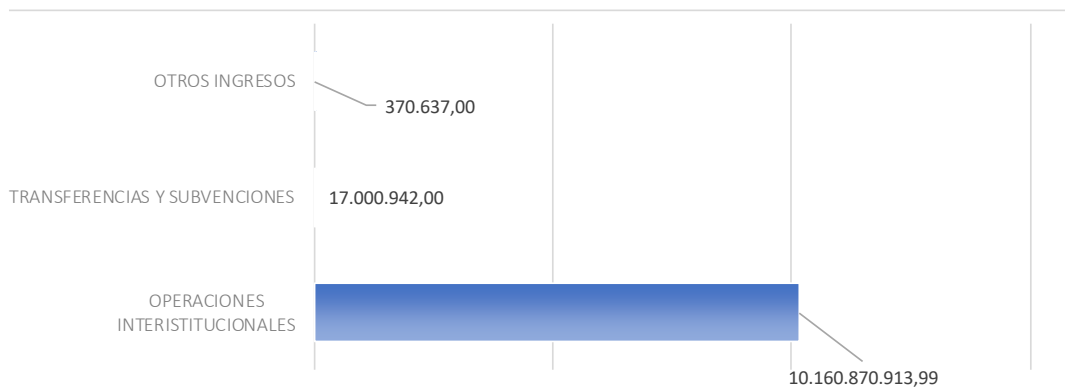 OTROS INGRESOS
370.637,00
TRANSFERENCIAS Y SUBVENCIONES
17.000.942,00
OPERACIONES
INTERISTITUCIONALES
10.160.870.913,99